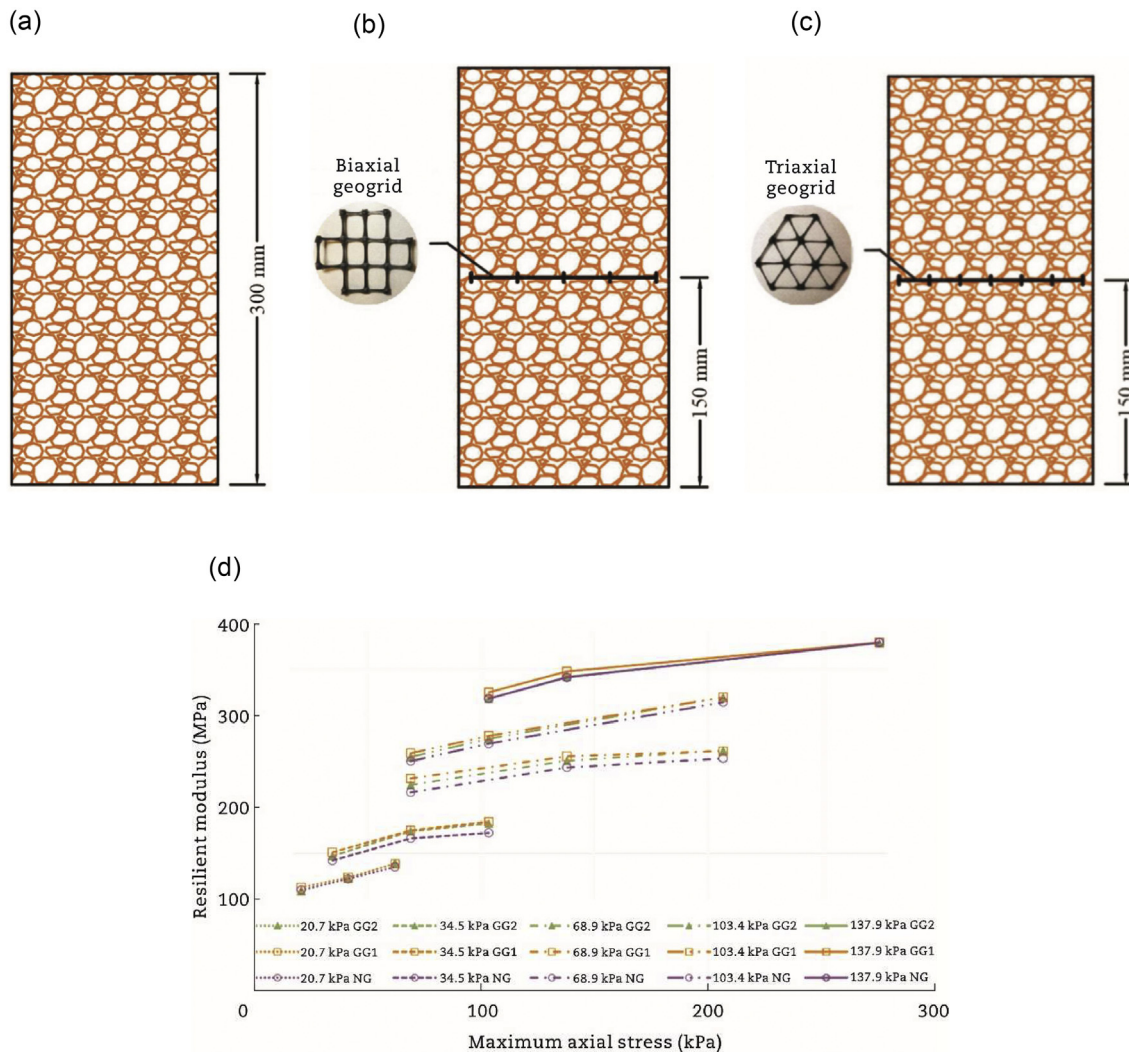 (a)
(b)
(c)
300 mm
Biaxial
geogrid
150 mm
Triaxial
geogrid
150 mm
(d)
Resilient modulus (MPa)
400
300
200
100
20.7 kPa GG2
34.5 kPa GG2
68.9 kPa GG2
103.4 kPa GG2
137.9 kPa GG2
20.7 kPa GG1
34.5 kPa GG1
68.9 kPa GG1
103.4 kPa GG1
137.9 kPa GG1
20.7 kPa NG
34.5 kPa NG
68.9 kPa NG
103.4 kPa NG
137.9 kPa NG
0
100
200
300
Maximum axial stress (kPa)